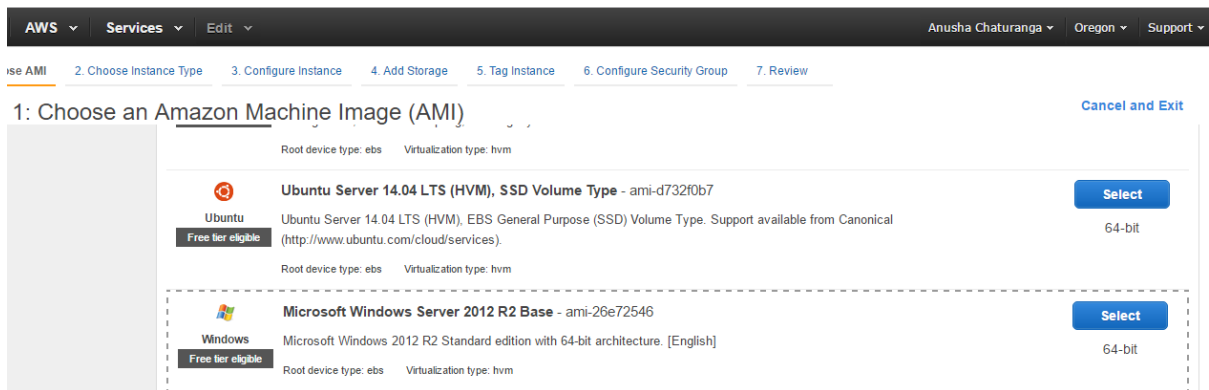 AWS Services Edit Anusha Chaturanga Oregon Support
ose AMI 2. Choose Instance Type 3. Configure Instance 4. Add Storage 5. Tag Instance 6. Configure Security Group 7. Review
1: Choose an Amazon Machine Image (AMI) Cancel and Exit
Root device type: ebs Virtualization type: hvm
Ubuntu Server 14.04 LTS (HVM), SSD Volume Type - ami-d732f0b7 Select
Ubuntu Ubuntu Server 14.04 LTS (HVM), EBS General Purpose (SSD) Volume Type. Support available from Canonical 64-bit
Free tier eligible (http://www.ubuntu.com/cloud/services).
Root device type: ebs Virtualization type: hvm
Microsoft Windows Server 2012 R2 Base - ami-26e72546 Select
Windows Microsoft Windows 2012 R2 Standard edition with 64-bit architecture. [English] 64-bit
Free tier eligible
Root device type: ebs Virtualization type: hvm